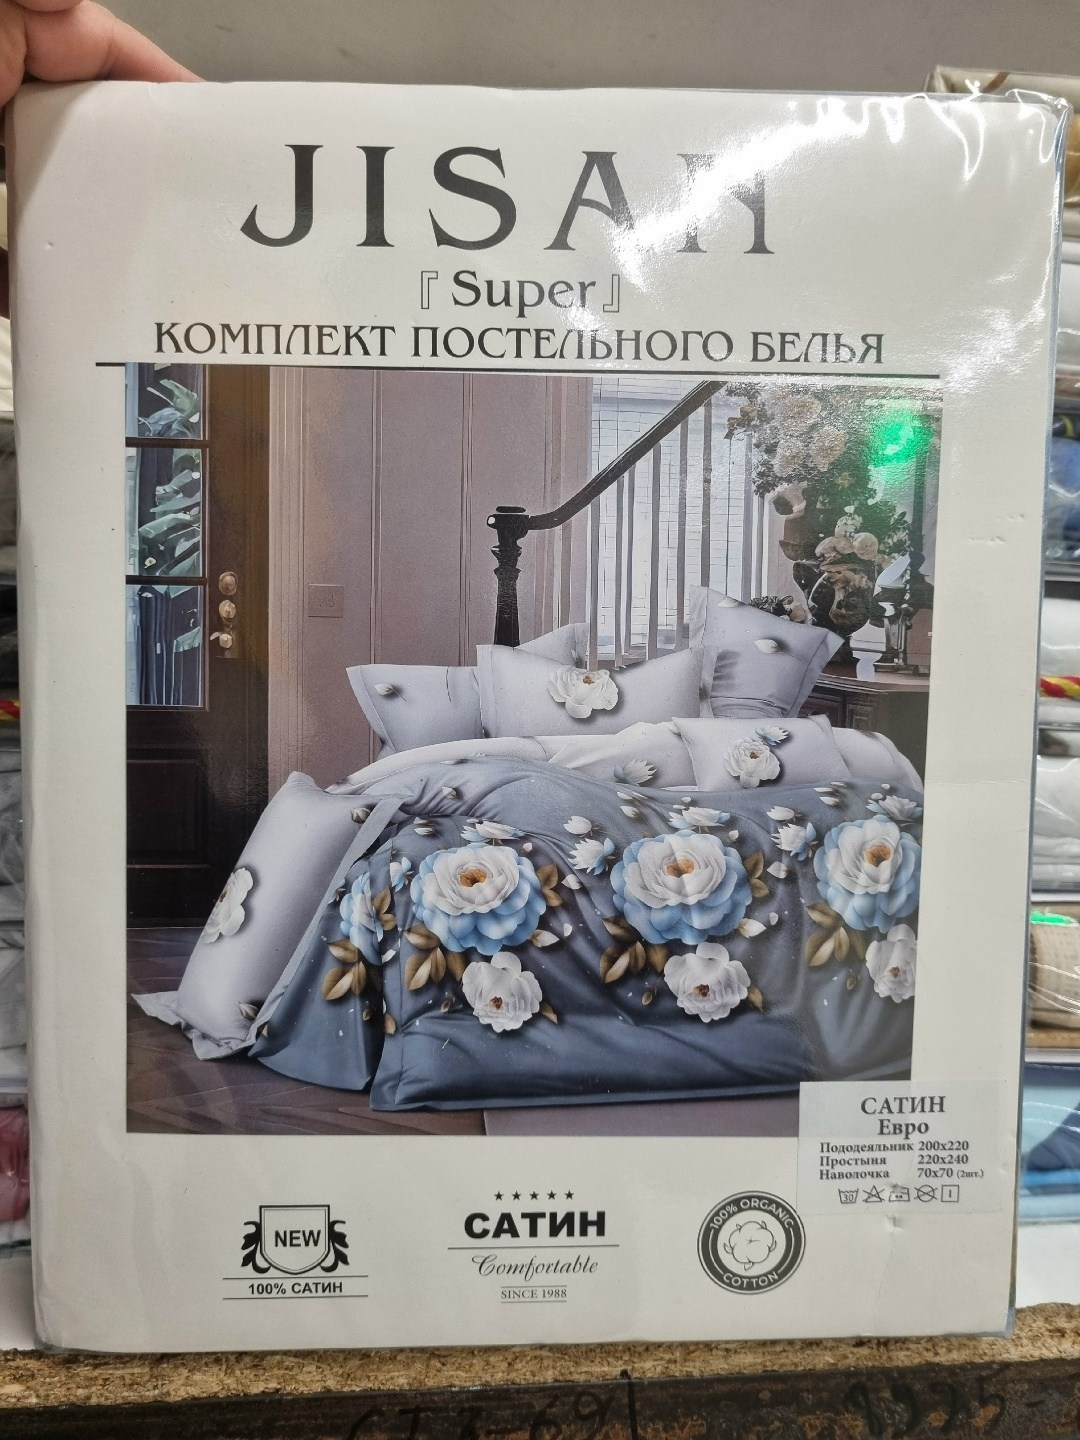 JISAH
『Super』
КОМПЛЕКТ ПОСТЕЛЬНОГО БЕЛЬЯ
САТИН
Евро
Пододеяльник 200x220
Простыня 220x240
Наволочка 70x70 (2шт.)
30
NEW
100% САТИН
★★★★★
САТИН
Comfortable
SINCE 1988
100% ORGANIC
COTTON